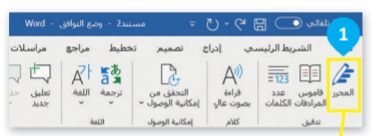 تلقائي مستند2 - وضع التوافق - Word
1
الشريط الرئيسي إدراج تصميم تخطيط مراجع مراسلات
المحرر قاموس المرادفات عدد الكلمات قراءة بصوت عالٍ التحقق من إمكانية الوصول ترجمة اللغة تعليق جديد
تدقيق كلام إمكانية الوصول اللغة